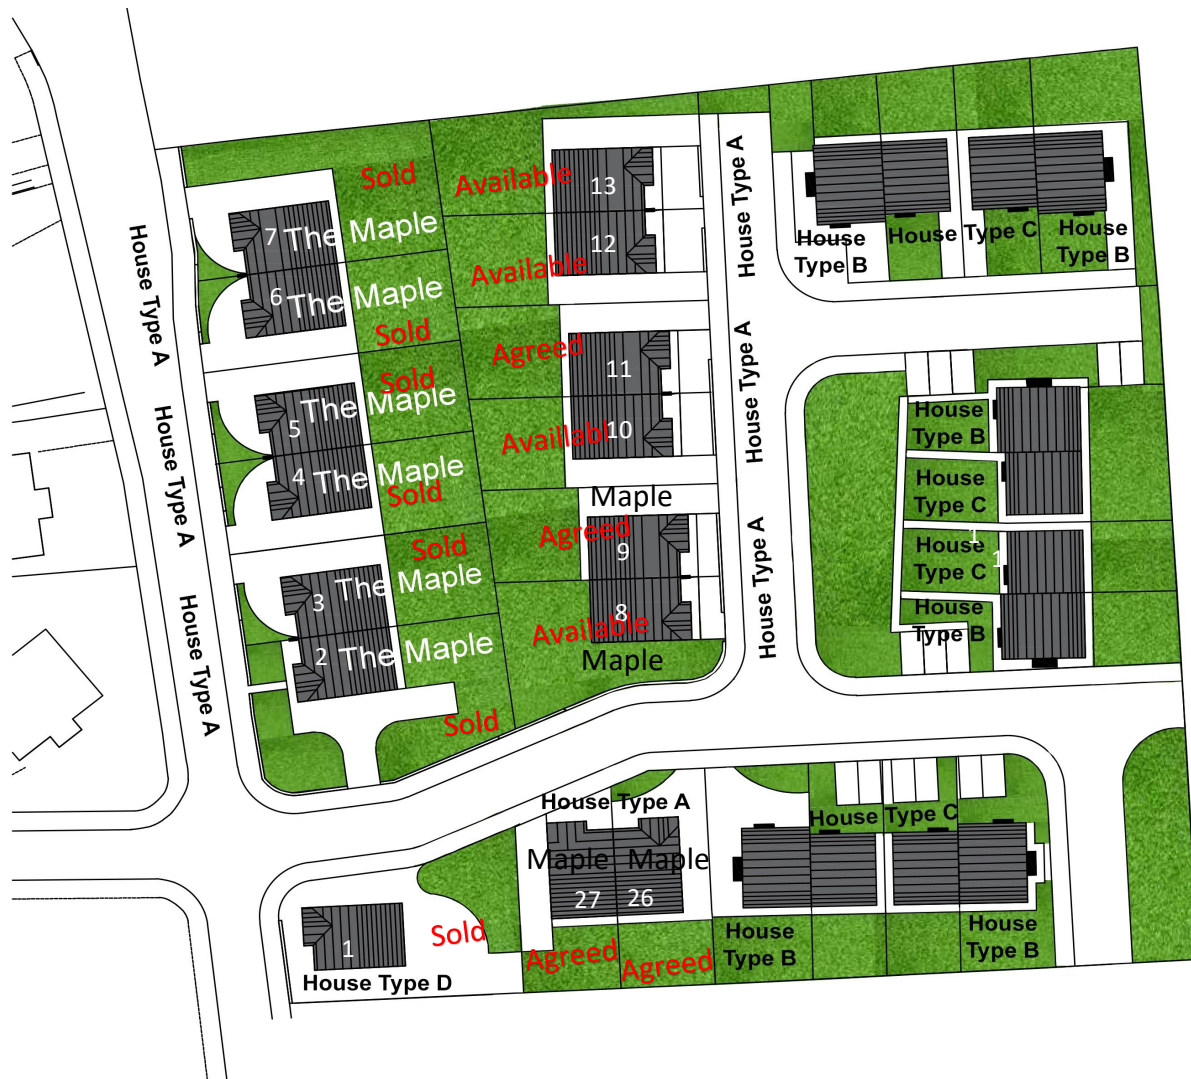 Sold
Available
13
7 The Maple
12
6 The Maple
Available
Sold
House Type A
House Type A
House Type B
House Type C
House Type B
Agreed
11
Sold
5 The Maple
Availlabl
10
4 The Maple
Sold
House Type A
House Type A
Maple
Agreed
9
Sold
3 The Maple
8
Available
Maple
2 The Maple
Sold
House Type A
House Type A
House
Type B
House
Type C
1
House
Type C
1
House
Type B
House Type A
Maple Maple
27 26
Agreed Agreed
House Type C
House
Type B
House
Type B
1
Sold
House Type D